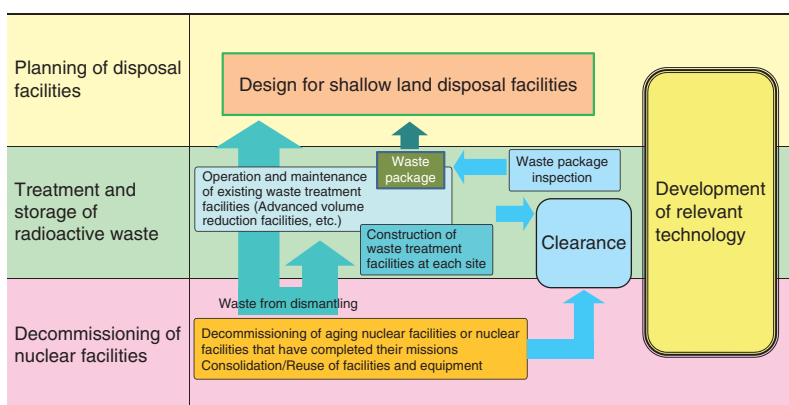 Planning of disposal
facilities
Design for shallow land disposal facilities
Treatment and
storage of
radioactive waste
Operation and maintenance
of existing waste treatment
facilities (Advanced volume
reduction facilities, etc.)
Waste
package
Waste package
inspection
Construction of
waste treatment
facilities at each site
Clearance
Development
of relevant
technology
Waste from dismantling
Decommissioning of
nuclear facilities
Decommissioning of aging nuclear facilities or nuclear
facilities that have completed their missions
Consolidation/Reuse of facilities and equipment